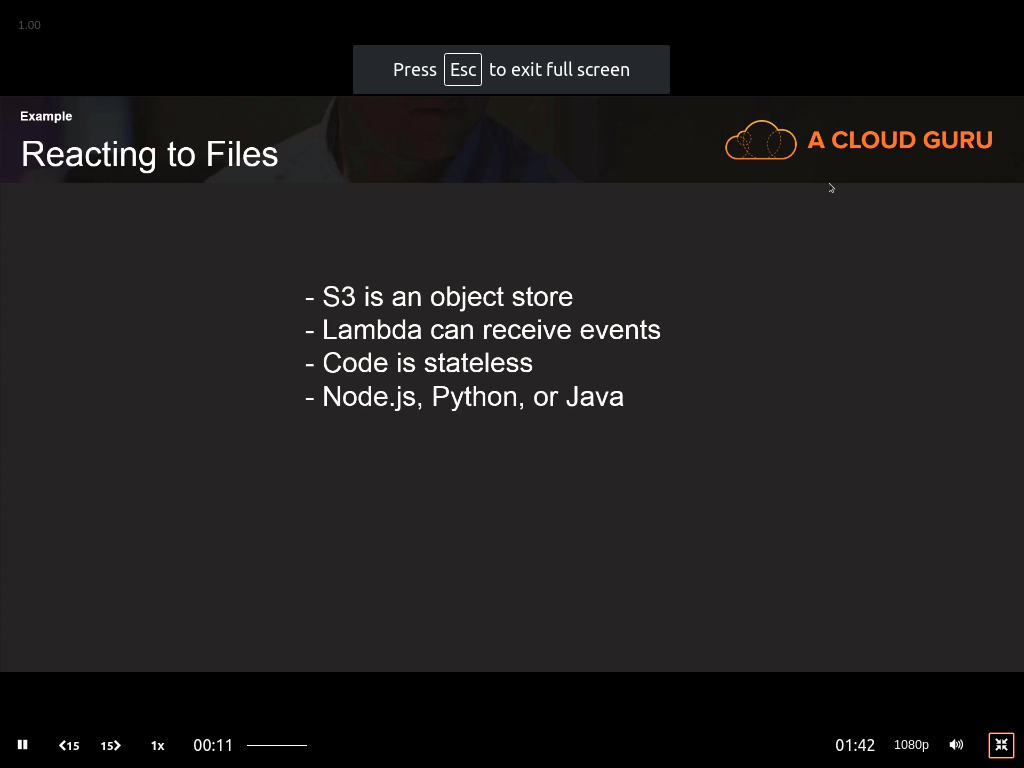 1.00
Press Esc to exit full screen
Example
Reacting to Files
A CLOUD GURU
- S3 is an object store
- Lambda can receive events
- Code is stateless
- Node.js, Python, or Java
15 15 1x 00:11 01:42 1080p